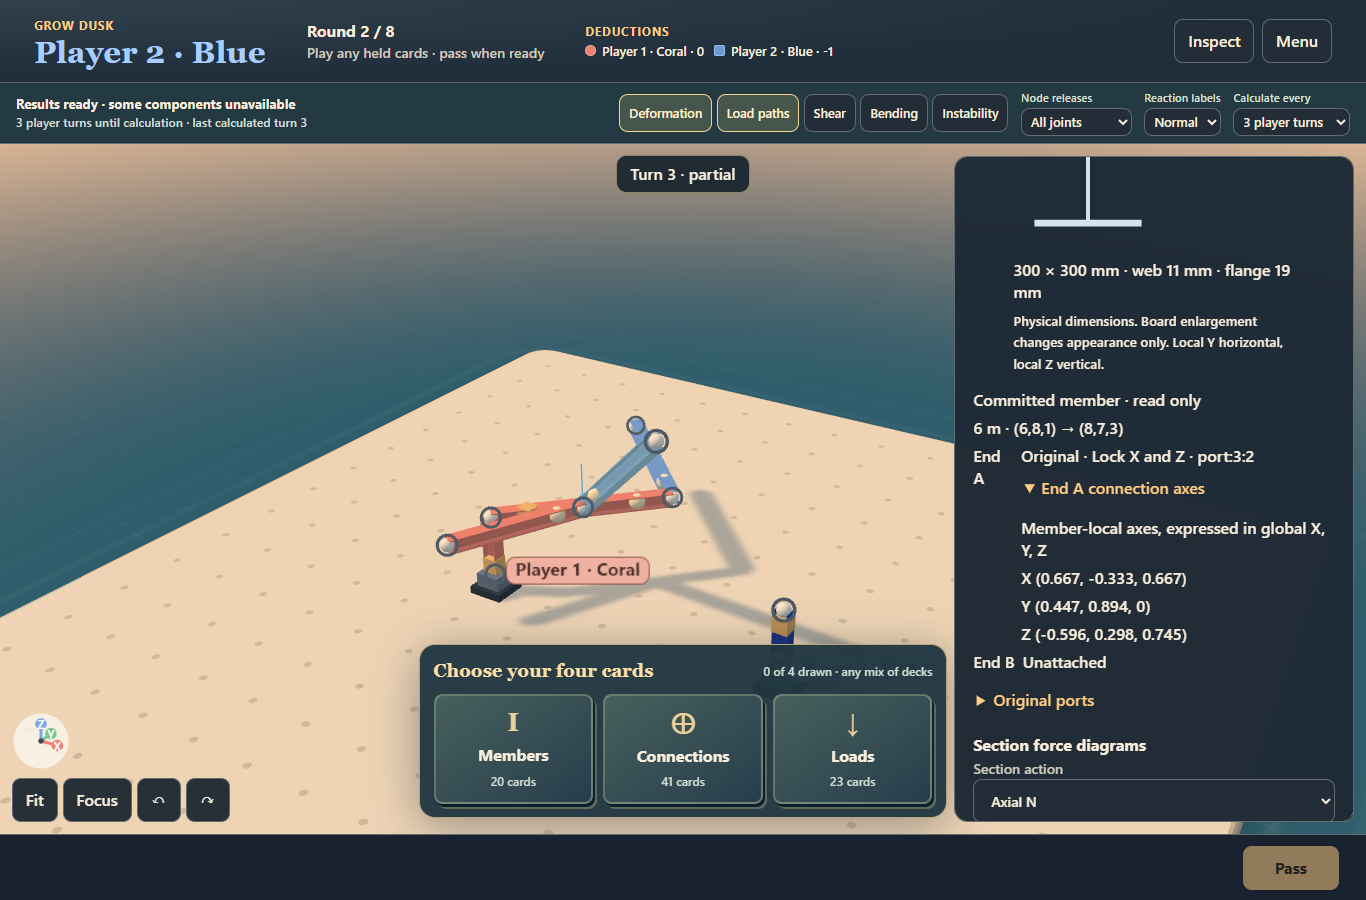 GROW DUSK
Player 2 · Blue
Round 2 / 8
Play any held cards · pass when ready
DEDUCTIONS
Player 1 · Coral · 0 Player 2 · Blue · -1
Inspect
Menu
Results ready · some components unavailable
3 player turns until calculation · last calculated turn 3
Deformation
Load paths
Shear
Bending
Instability
Node releases
All joints
Reaction labels
Normal
Calculate every
3 player turns
Turn 3 · partial
300 × 300 mm · web 11 mm · flange 19
mm
Physical dimensions. Board enlargement
changes appearance only. Local Y horizontal,
local Z vertical.
Committed member · read only
6 m · (6,8,1) → (8,7,3)
End A Original · Lock X and Z · port:3:2
▼ End A connection axes
Member-local axes, expressed in global X,
Y, Z
X (0.667, -0.333, 0.667)
Y (0.447, 0.894, 0)
Z (-0.596, 0.298, 0.745)
End B Unattached
▶ Original ports
Section force diagrams
Section action
Axial N
Player 1 · Coral
Choose your four cards
0 of 4 drawn · any mix of decks
I
Members
20 cards
Connections
41 cards
↓
Loads
23 cards
Z
Y
X
Fit
Focus
Pass